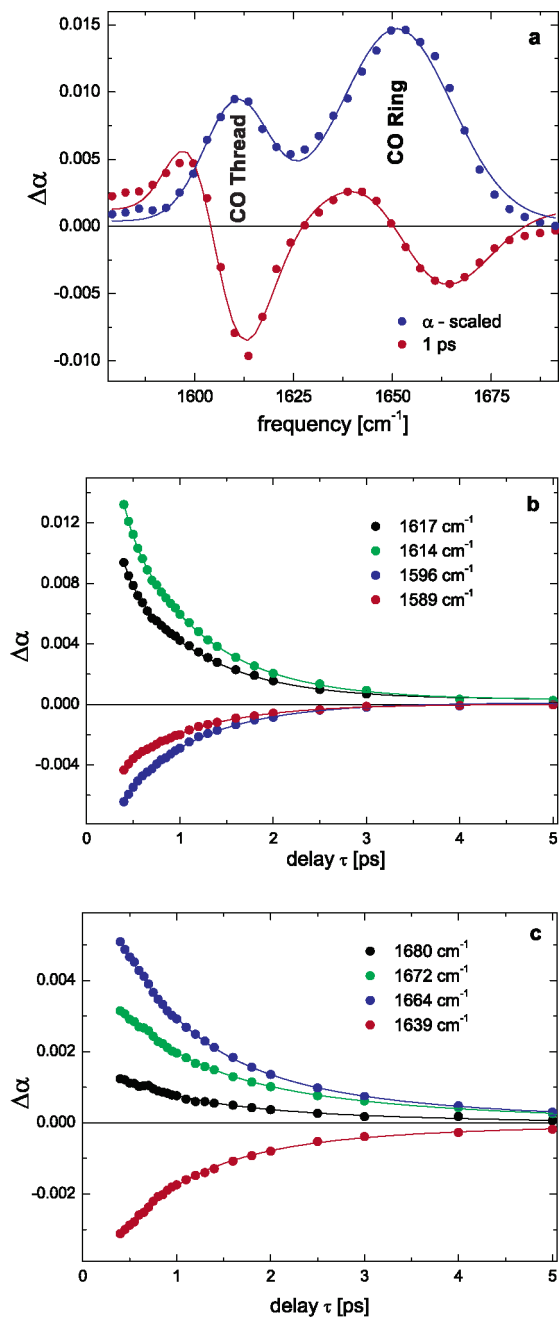 a
0.015
0.010
0.005
0.000
-0.005
-0.010
Δα
CO Thread
CO Ring
α - scaled
1 ps
1600 1625 1650 1675
frequency [cm⁻¹]
b
0.012
0.008
0.004
0.000
-0.004
Δα
1617 cm⁻¹
1614 cm⁻¹
1596 cm⁻¹
1589 cm⁻¹
0 1 2 3 4 5
delay τ [ps]
c
0.004
0.002
0.000
-0.002
Δα
1680 cm⁻¹
1672 cm⁻¹
1664 cm⁻¹
1639 cm⁻¹
0 1 2 3 4 5
delay τ [ps]